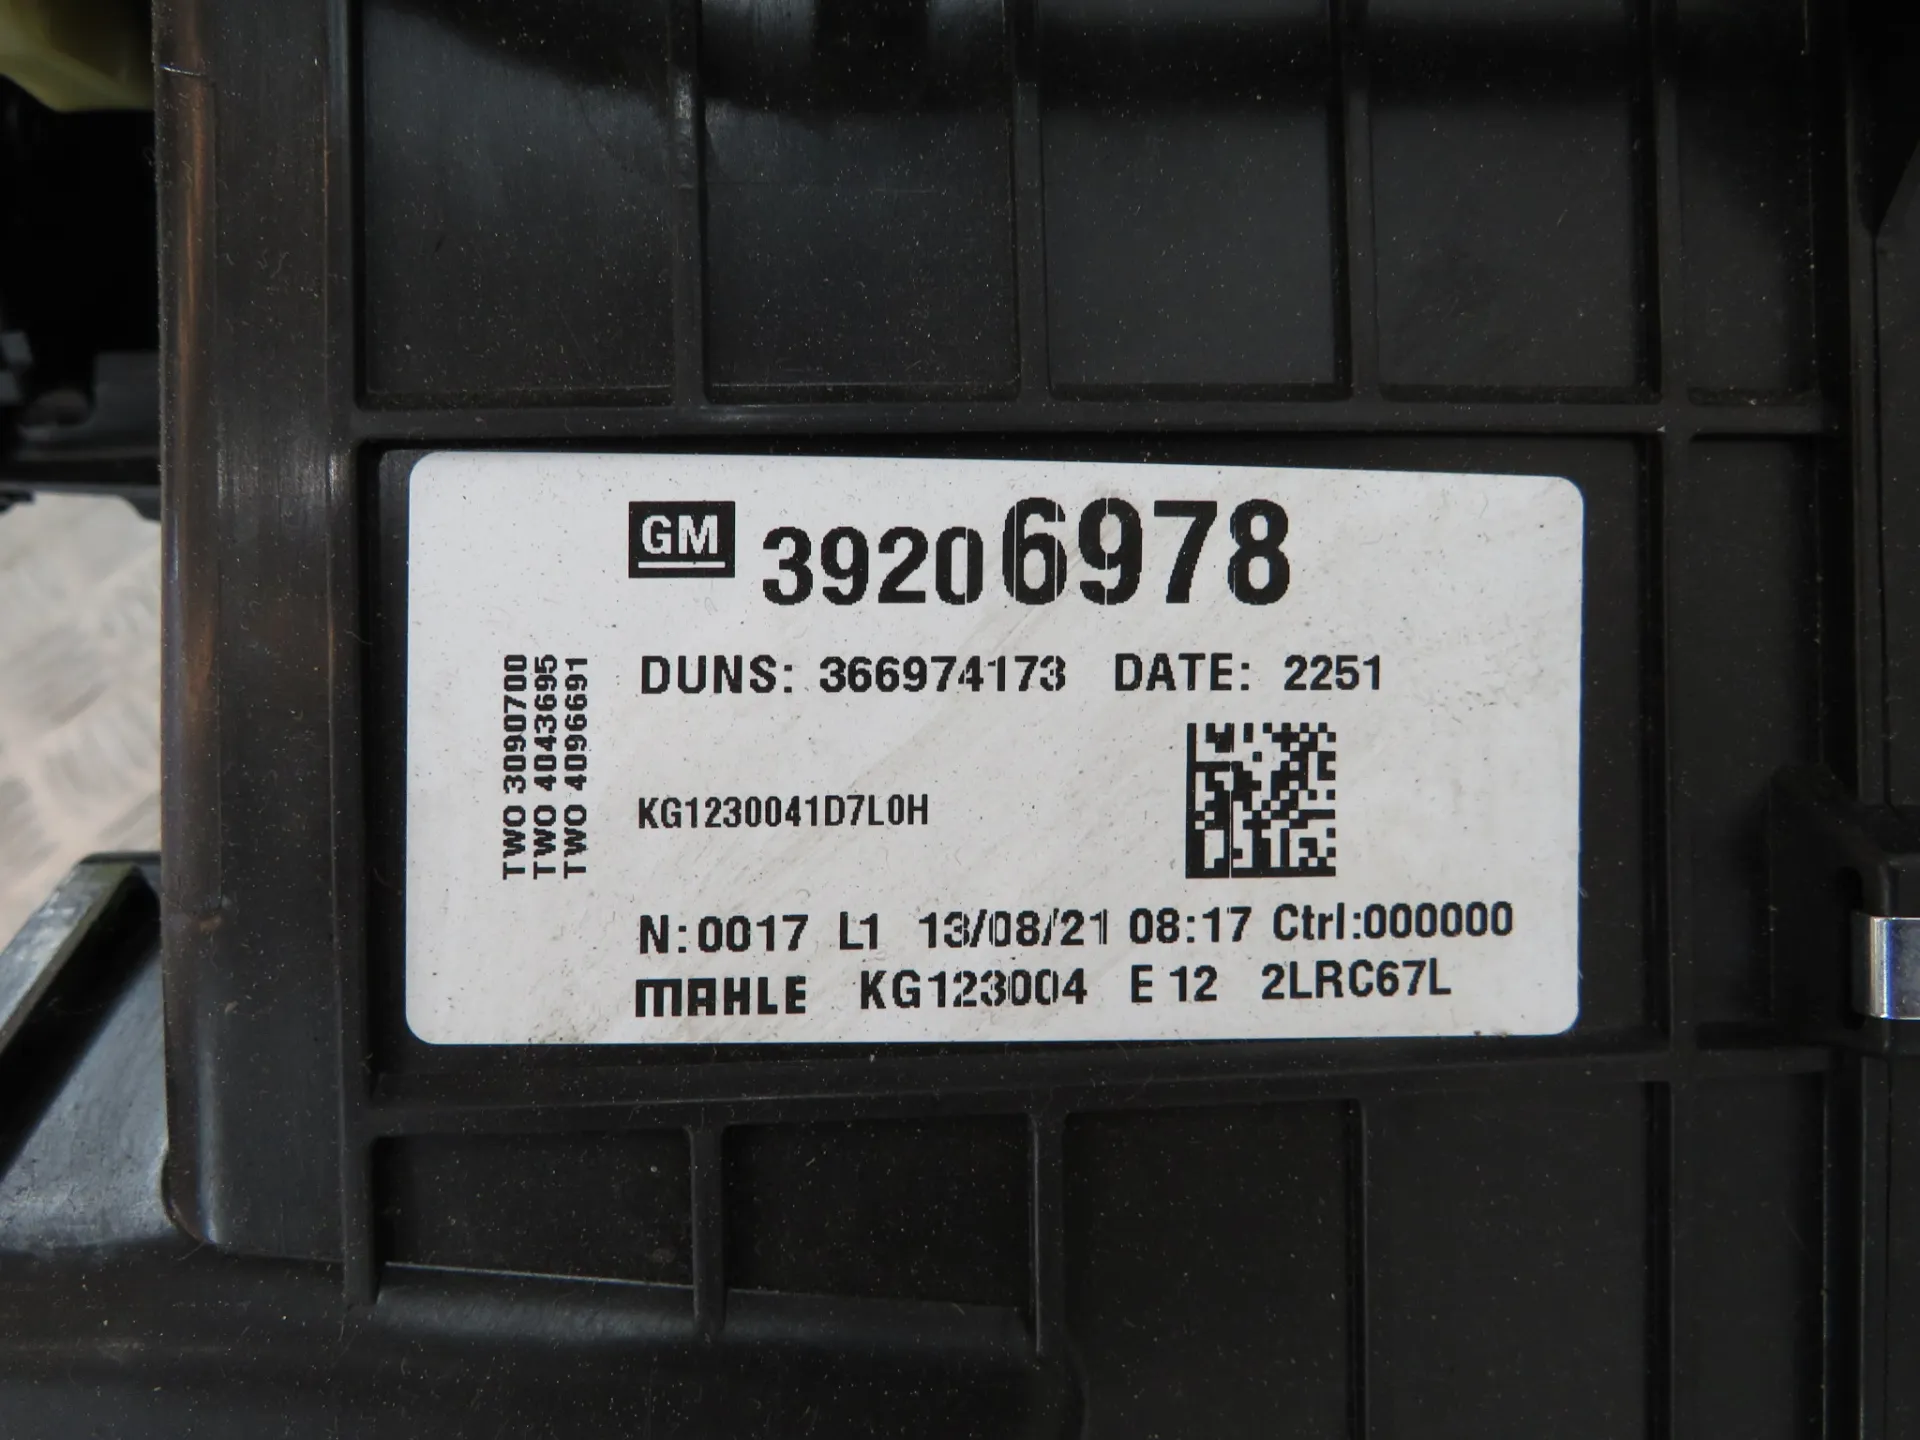 GM 39206978
DUNS: 366974173 DATE: 2251
TWO 3090700
TWO 4043695
TWO 4096691
KG1230041D7L0H
N:0017 L1 13/08/21 08:17 Ctrl:000000
MAHLE KG123004 E 12 2LRC67L